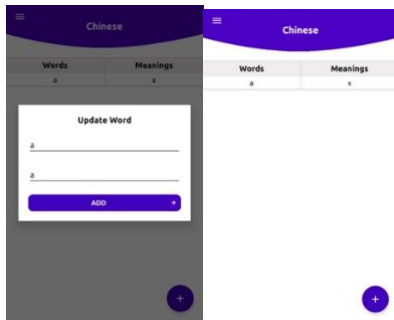 Chinese
Words Meanings
a a
Update Word
a
a
ADD
+
Chinese
Words Meanings
a x
+